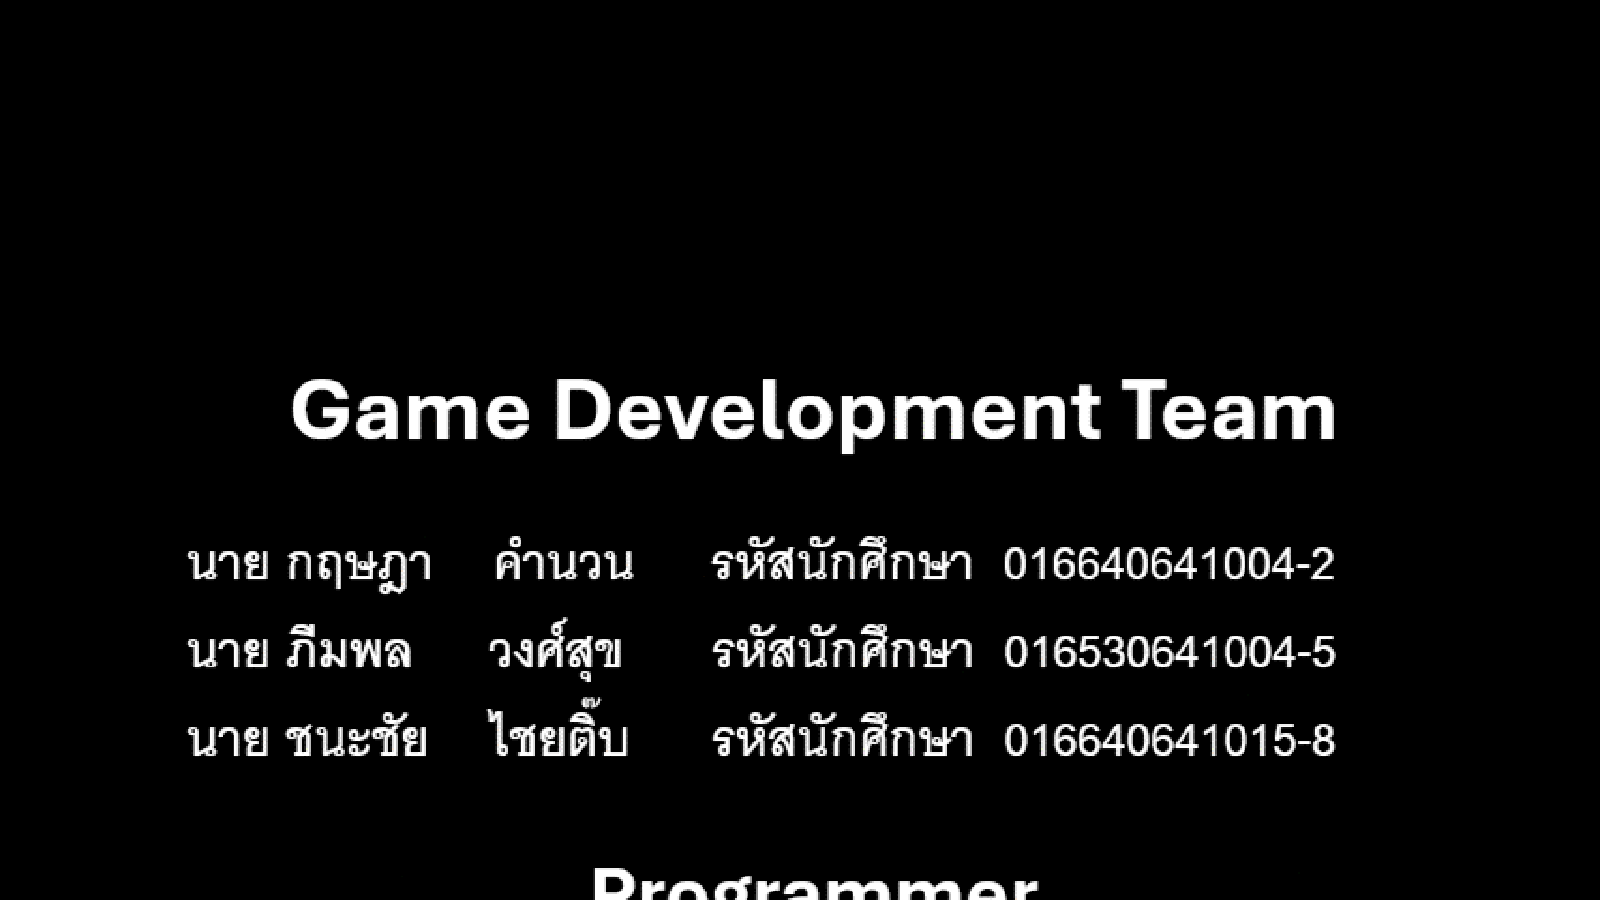 Game Development Team
นาย กฤษฎา คำนวน รหัสนักศึกษา 016640641004-2
นาย ภีมพล วงศ์สุข รหัสนักศึกษา 016530641004-5
นาย ชนะชัย ไชยติ๊บ รหัสนักศึกษา 016640641015-8
Programmer